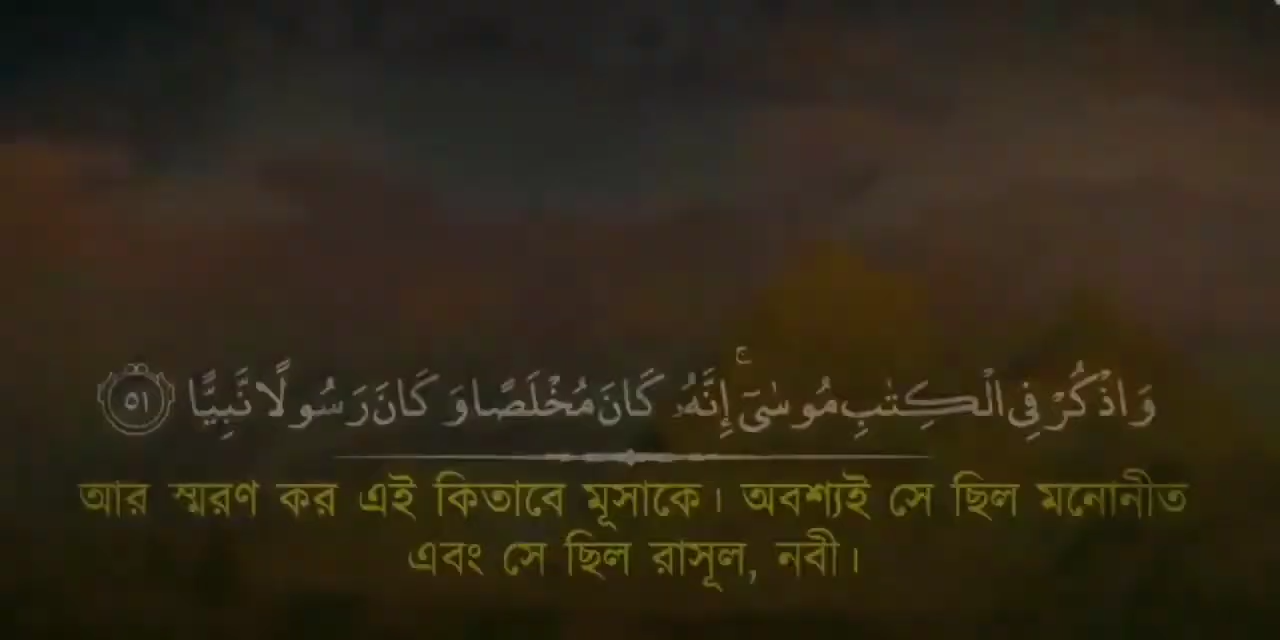 وَاذْكُرْ فِي الْكِتٰبِ مُوسٰىٓ ۚ إِنَّهُۥ كَانَ مُخْلَصًا وَ كَانَ رَسُولًا نَّبِيًّا ٥١
আর স্মরণ কর এই কিতাবে মূসাকে। অবশ্যই সে ছিল মনোনীত
এবং সে ছিল রাসূল, নবী।